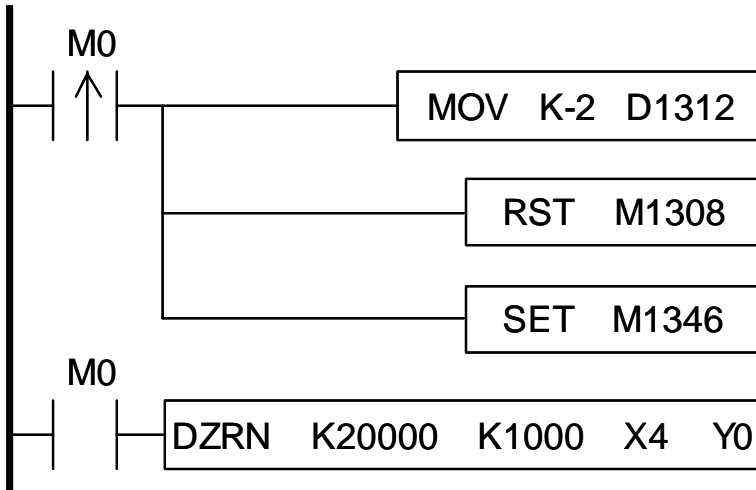 M0
MOV K-2 D1312
RST M1308
SET M1346
M0
DZRN K20000 K1000 X4 Y0